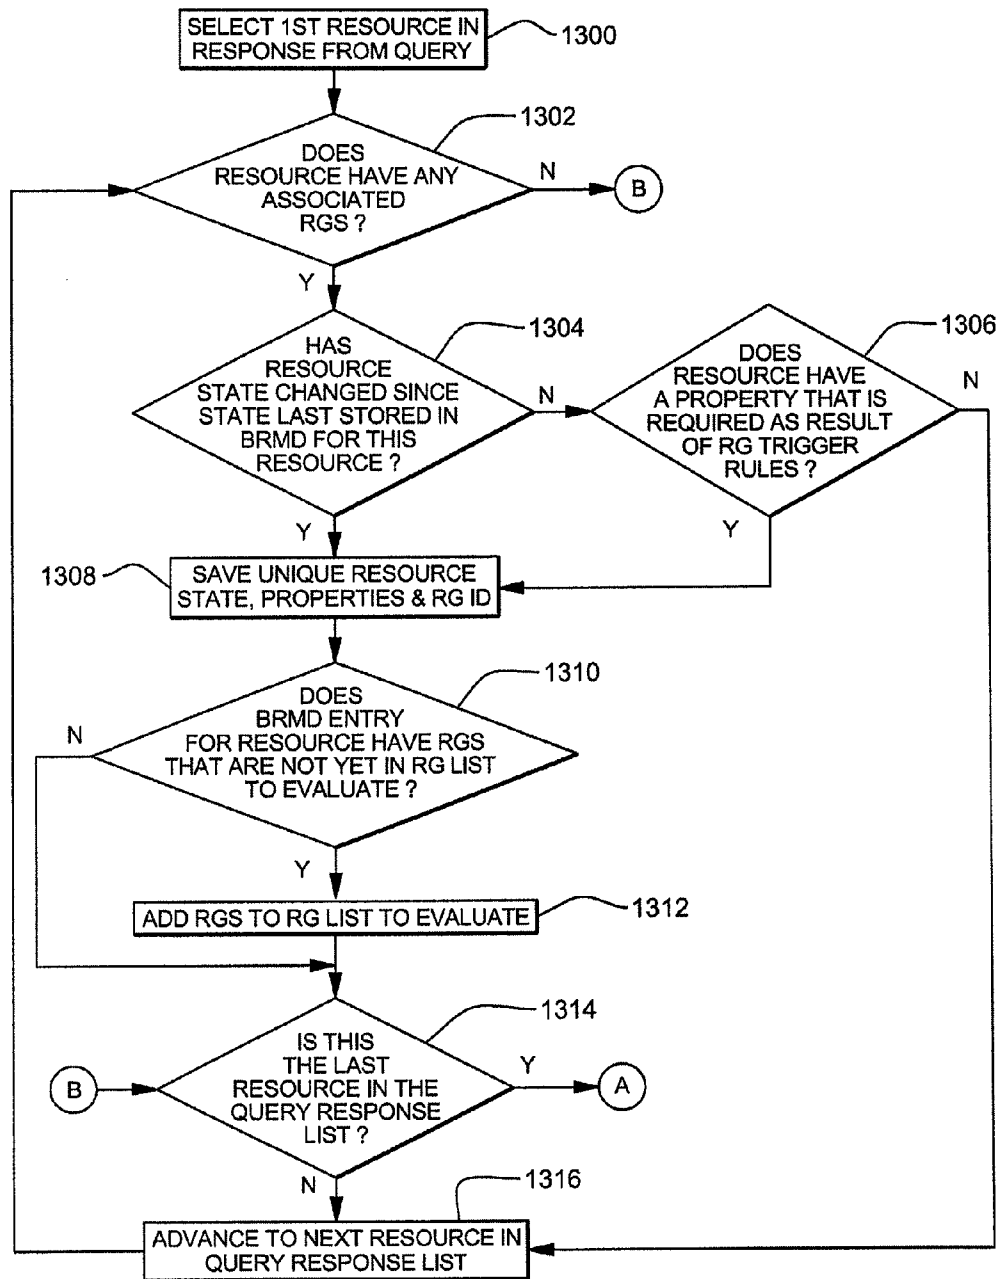 SELECT 1ST RESOURCE IN
RESPONSE FROM QUERY
1300
1302
DOES
RESOURCE HAVE ANY
ASSOCIATED
RGS ?
N
B
Y
1304
HAS
RESOURCE
STATE CHANGED SINCE
STATE LAST STORED IN
BRMD FOR THIS
RESOURCE ?
N
1306
DOES
RESOURCE HAVE
A PROPERTY THAT IS
REQUIRED AS RESULT
OF RG TRIGGER
RULES ?
N
Y
Y
1308
SAVE UNIQUE RESOURCE
STATE, PROPERTIES & RG ID
1310
DOES
BRMD ENTRY
FOR RESOURCE HAVE RGS
THAT ARE NOT YET IN RG LIST
TO EVALUATE ?
N
Y
ADD RGS TO RG LIST TO EVALUATE
1312
1314
IS THIS
THE LAST
RESOURCE IN THE
QUERY RESPONSE
LIST ?
B
Y
A
N
1316
ADVANCE TO NEXT RESOURCE IN
QUERY RESPONSE LIST